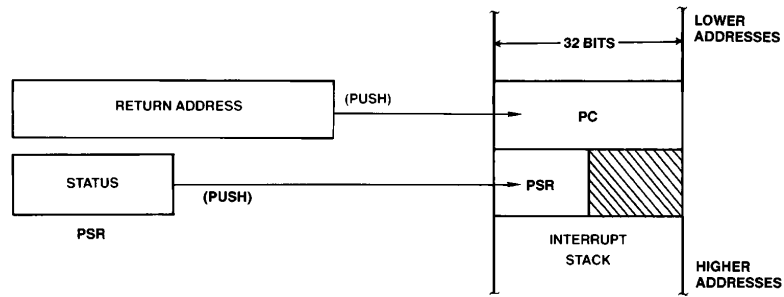 LOWER
ADDRESSES
32 BITS
RETURN ADDRESS
(PUSH)
PC
STATUS
(PUSH)
PSR
PSR
INTERRUPT
STACK
HIGHER
ADDRESSES